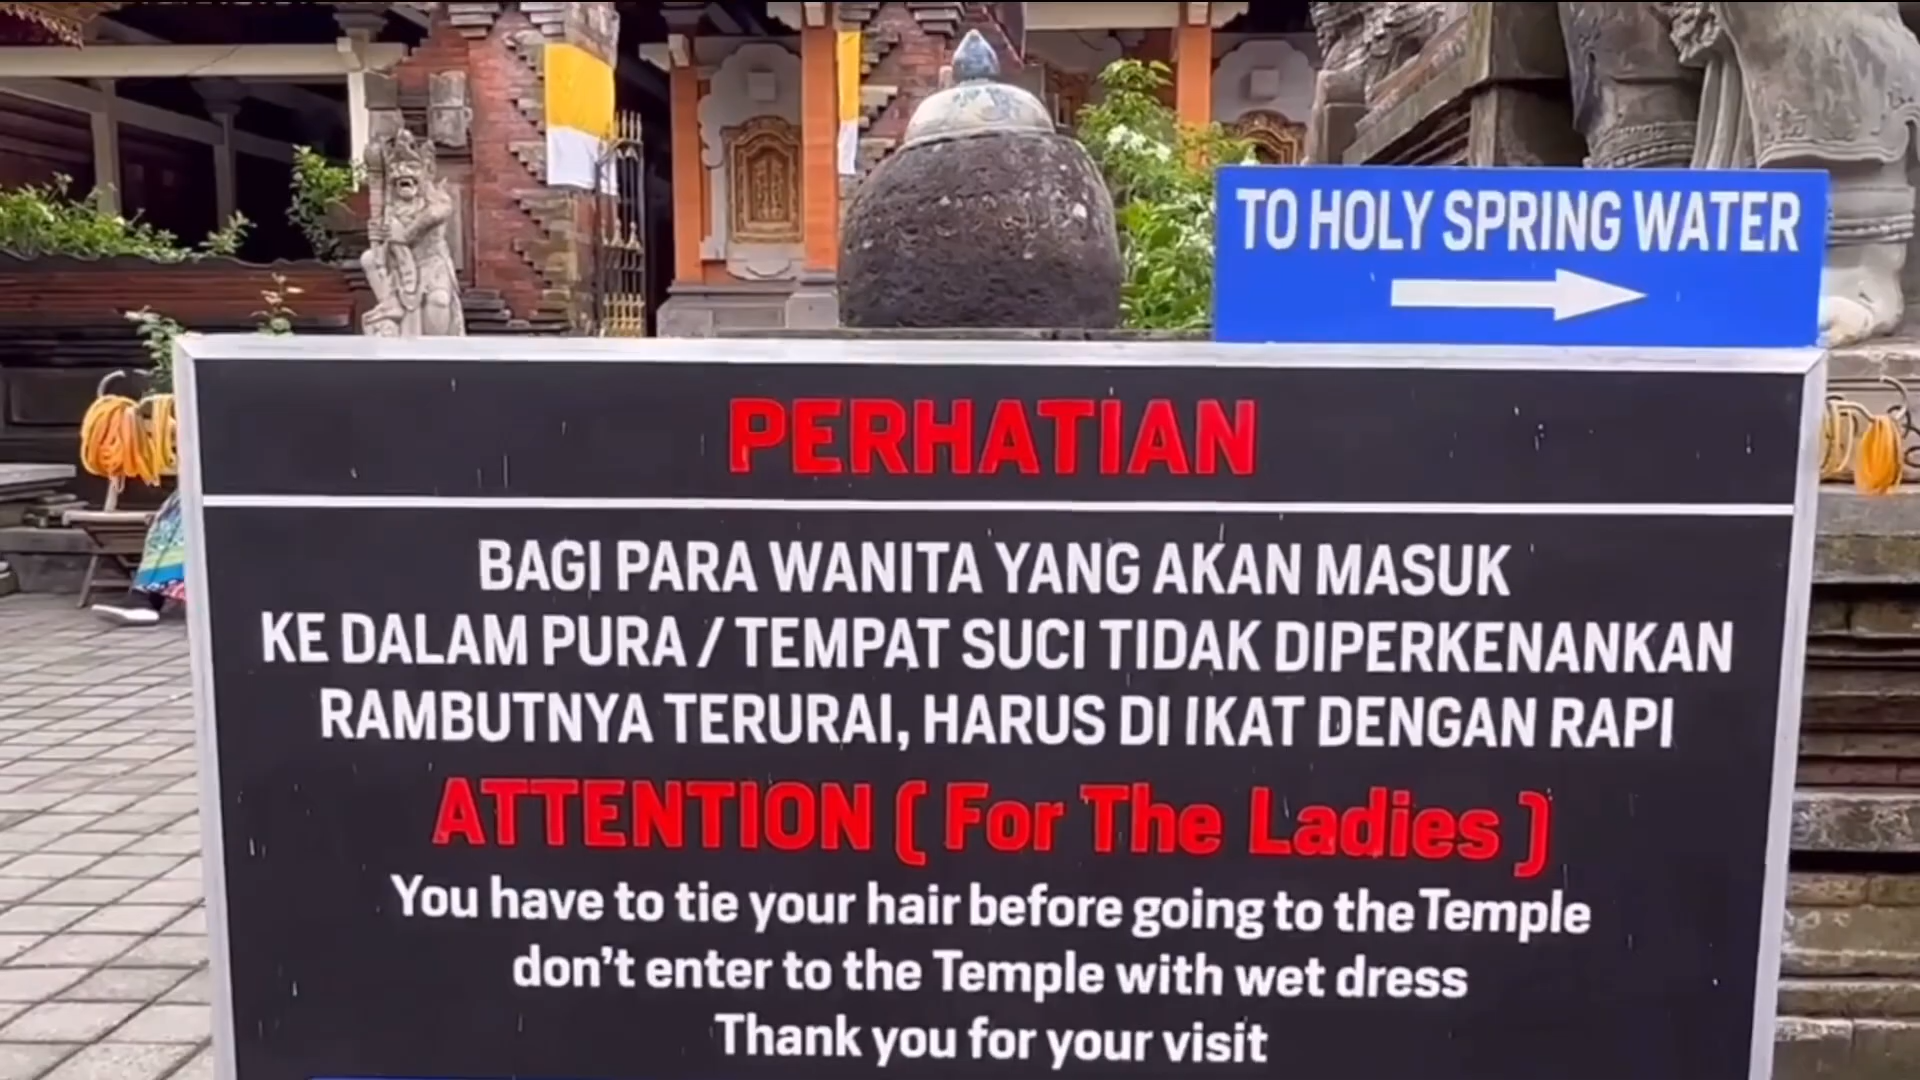 TO HOLY SPRING WATER
PERHATIAN
BAGI PARA WANITA YANG AKAN MASUK
KE DALAM PURA / TEMPAT SUCI TIDAK DIPERKENANKAN
RAMBUTNYA TERURAI, HARUS DI IKAT DENGAN RAPI
ATTENTION ( For The Ladies )
You have to tie your hair before going to the Temple
don't enter to the Temple with wet dress
Thank you for your visit